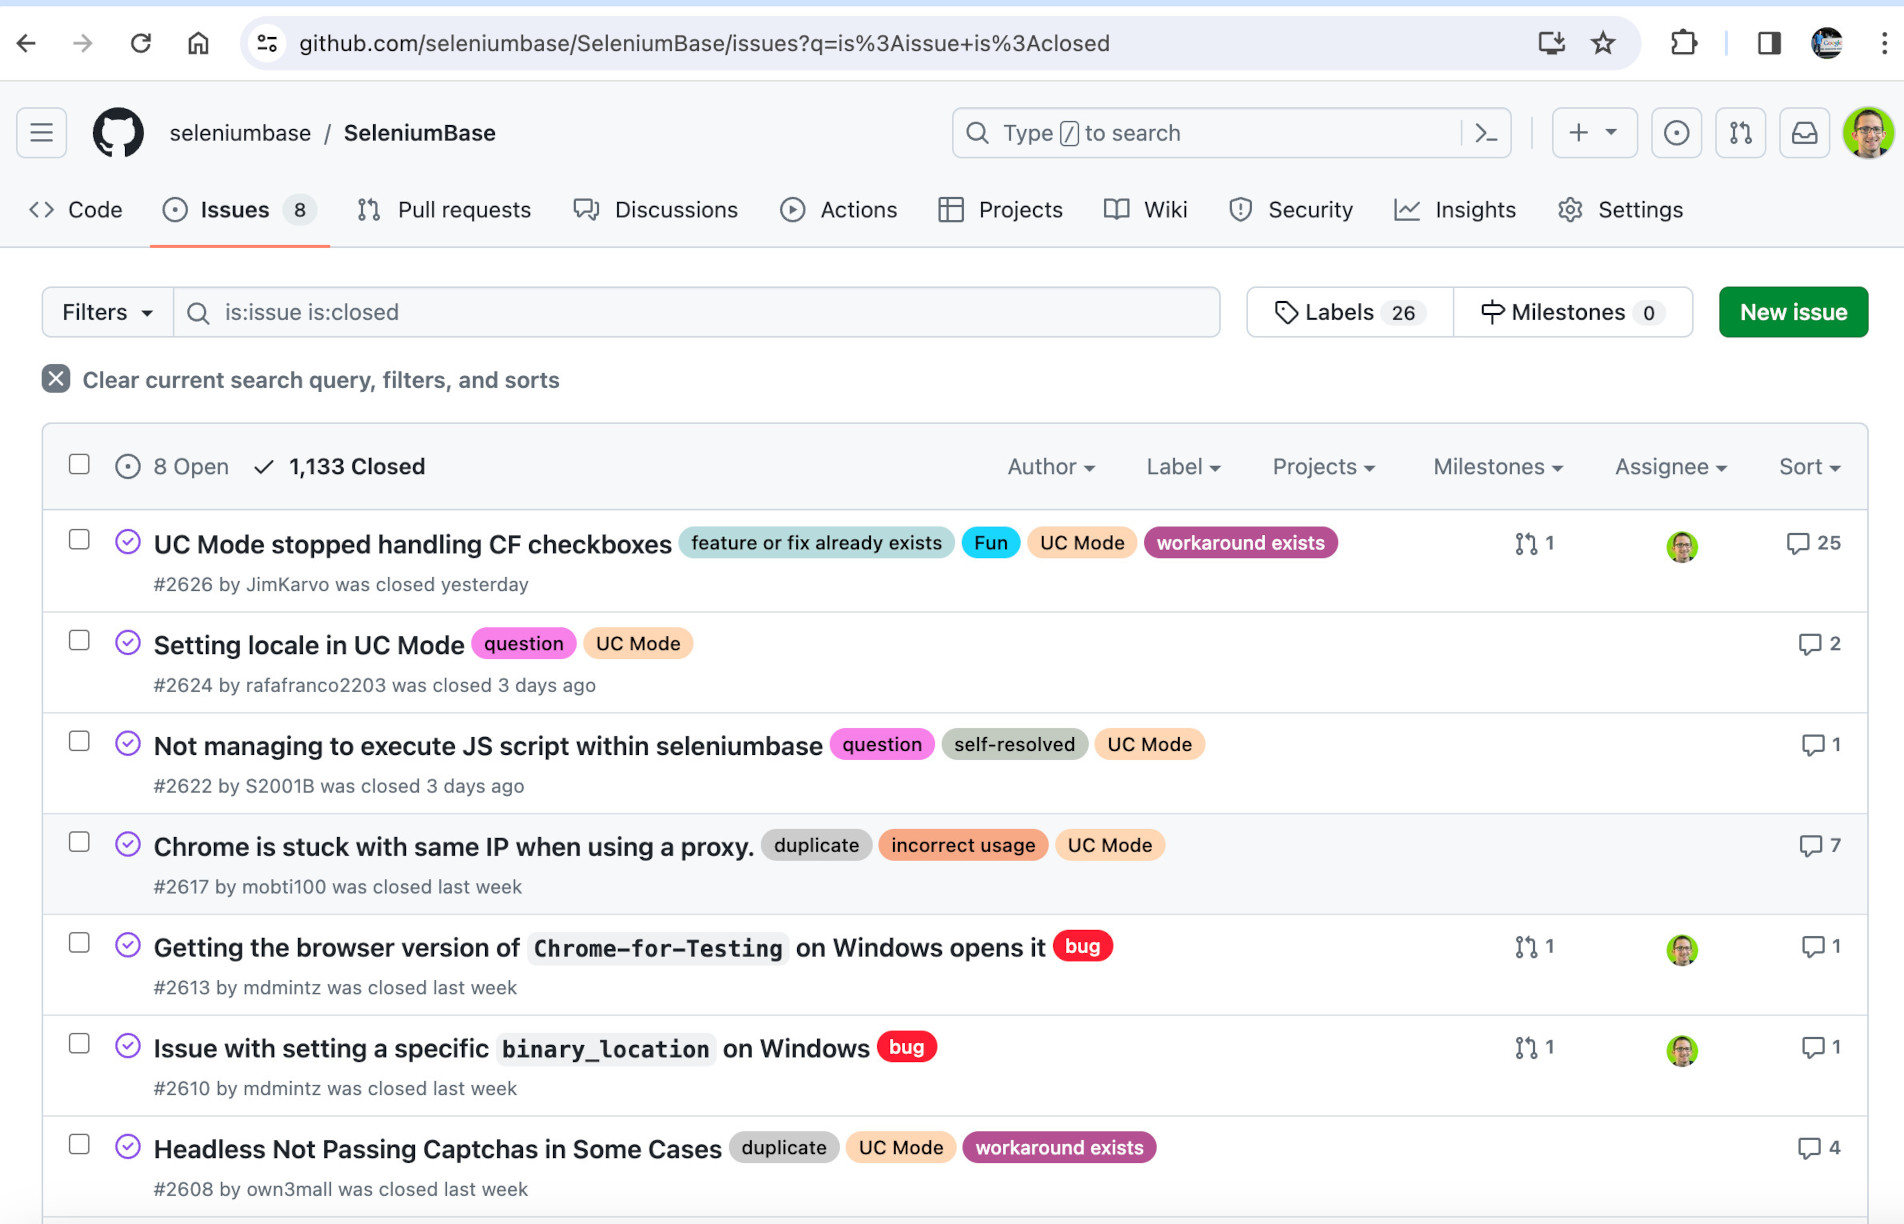 github.com/seleniumbase/SeleniumBase/issues?q=is%3Aissue+is%3Aclosed
seleniumbase / SeleniumBase
Type / to search
Code Issues 8 Pull requests Discussions Actions Projects Wiki Security Insights Settings
Filters is:issue is:closed Labels 26 Milestones 0 New issue
Clear current search query, filters, and sorts
8 Open 1,133 Closed Author Label Projects Milestones Assignee Sort
UC Mode stopped handling CF checkboxes feature or fix already exists Fun UC Mode workaround exists 1 25
#2626 by JimKarvo was closed yesterday
Setting locale in UC Mode question UC Mode 2
#2624 by rafafranco2203 was closed 3 days ago
Not managing to execute JS script within seleniumbase question self-resolved UC Mode 1
#2622 by S2001B was closed 3 days ago
Chrome is stuck with same IP when using a proxy. duplicate incorrect usage UC Mode 7
#2617 by mobti100 was closed last week
Getting the browser version of Chrome-for-Testing on Windows opens it bug 1 1
#2613 by mdmintz was closed last week
Issue with setting a specific binary_location on Windows bug 1 1
#2610 by mdmintz was closed last week
Headless Not Passing Captchas in Some Cases duplicate UC Mode workaround exists 4
#2608 by own3mall was closed last week